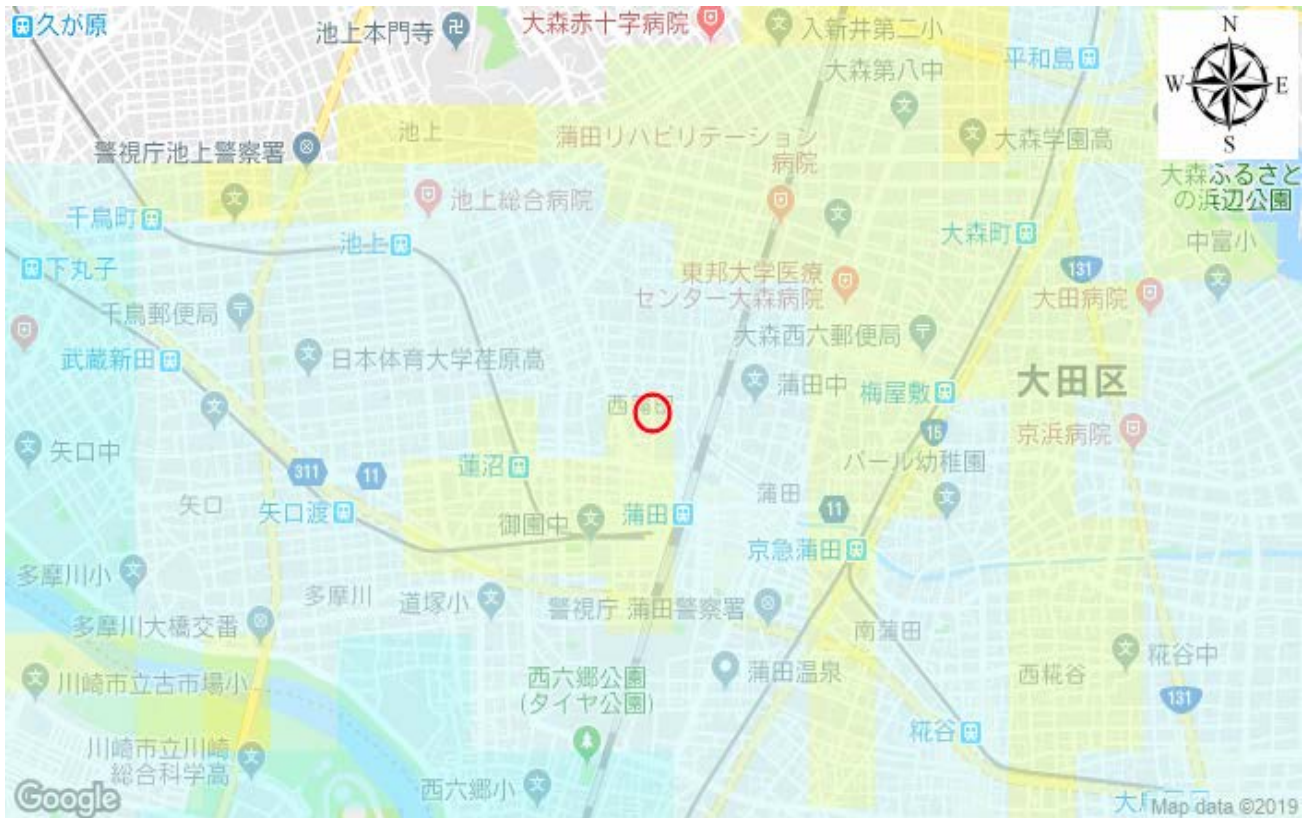 久が原
池上本門寺
大森赤十字病院
入新井第二小
大森第八中
平和島
N
W
E
S
池上
蒲田リハビリテーション
病院
大森学園高
警視庁池上警察署
池上総合病院
大森ふるさと
の浜辺公園
千鳥町
池上
大森町
中富小
下丸子
東邦大学医療
センター大森病院
131
大田病院
千鳥郵便局
大森西六郵便局
武蔵新田
日本体育大学荏原高
蒲田中
梅屋敷
大田区
西蒲田
矢口中
15
京浜病院
パール幼稚園
311
11
蓮沼
矢口
矢口渡
御園中
蒲田
蒲田
11
京急蒲田
多摩川小
多摩川
道塚小
警視庁 蒲田警察署
多摩川大橋交番
南蒲田
糀谷中
川崎市立古市場小...
西六郷公園
(タイヤ公園)
蒲田温泉
西糀谷
131
川崎市立川崎
総合科学高
糀谷
西六郷小
Google
Map data ©2019